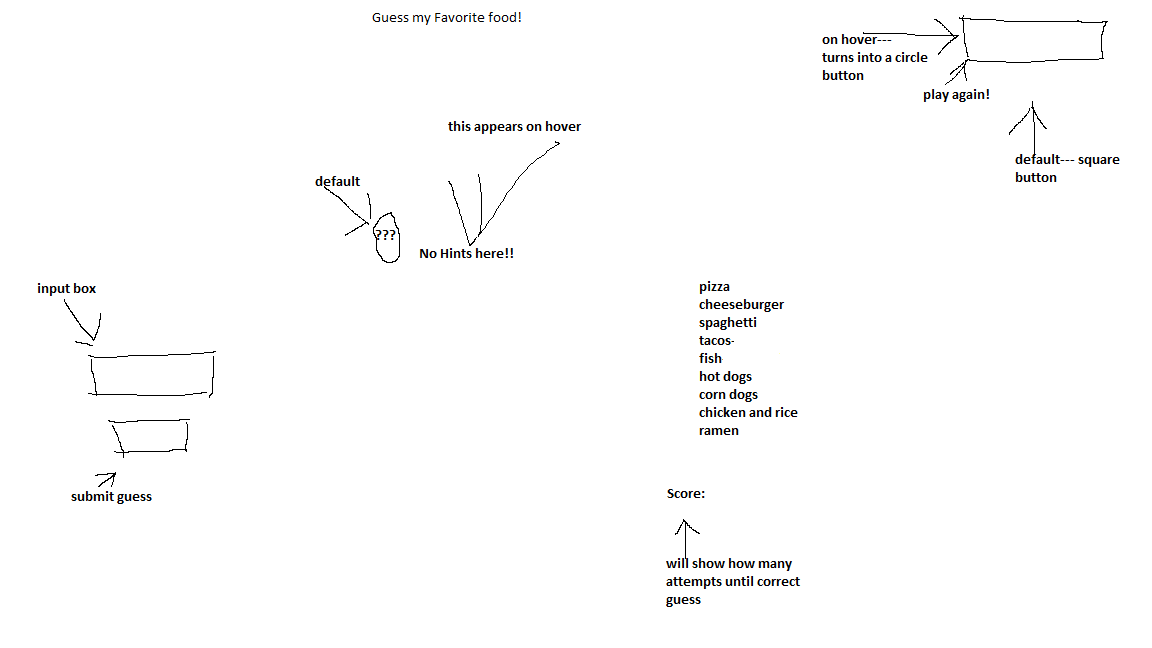 Guess my Favorite food!
on hover---
turns into a circle
button
play again!
default--- square
button
this appears on hover
default
???
No Hints here!!
input box
submit guess
pizza
cheeseburger
spaghetti
tacos-
fish
hot dogs
corn dogs
chicken and rice
ramen
Score:
will show how many
attempts until correct
guess